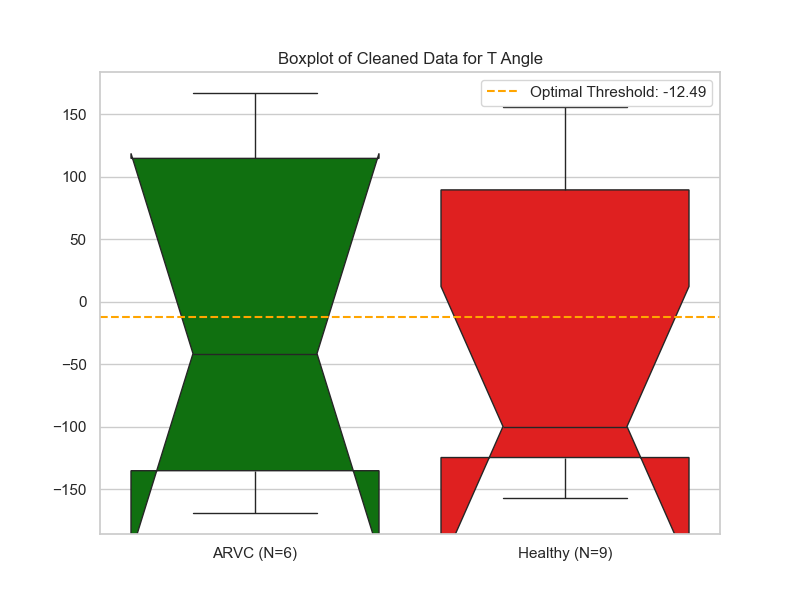 Boxplot of Cleaned Data for T Angle
Optimal Threshold: -12.49
150
100
50
0
−50
−100
−150
ARVC (N=6)
Healthy (N=9)